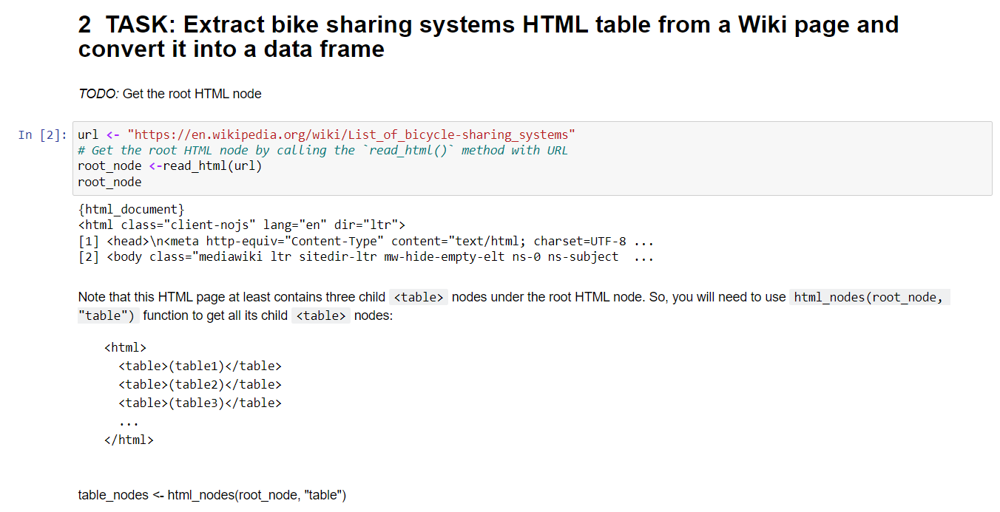 2 TASK: Extract bike sharing systems HTML table from a Wiki page and
convert it into a data frame
TODO: Get the root HTML node
In [2]: url <- "https://en.wikipedia.org/wiki/List_of_bicycle-sharing_systems"
# Get the root HTML node by calling the `read_html()` method with URL
root_node <-read_html(url)
root_node
{html_document}
<html class="client-nojs" lang="en" dir="ltr">
[1] <head>\n<meta http-equiv="Content-Type" content="text/html; charset=UTF-8 ...
[2] <body class="mediawiki ltr sitedir-ltr mw-hide-empty-elt ns-0 ns-subject ...
Note that this HTML page at least contains three child <table> nodes under the root HTML node. So, you will need to use html_nodes(root_node,
"table") function to get all its child <table> nodes:
<html>
<table>(table1)</table>
<table>(table2)</table>
<table>(table3)</table>
...
</html>
table_nodes <- html_nodes(root_node, "table")